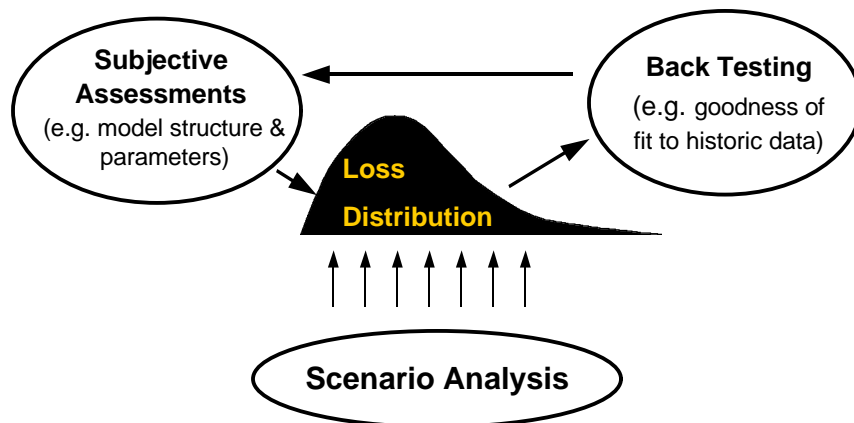 Subjective
Assessments
(e.g. model structure &
parameters)
Back Testing
(e.g. goodness of
fit to historic data)
Loss
Distribution
Scenario Analysis